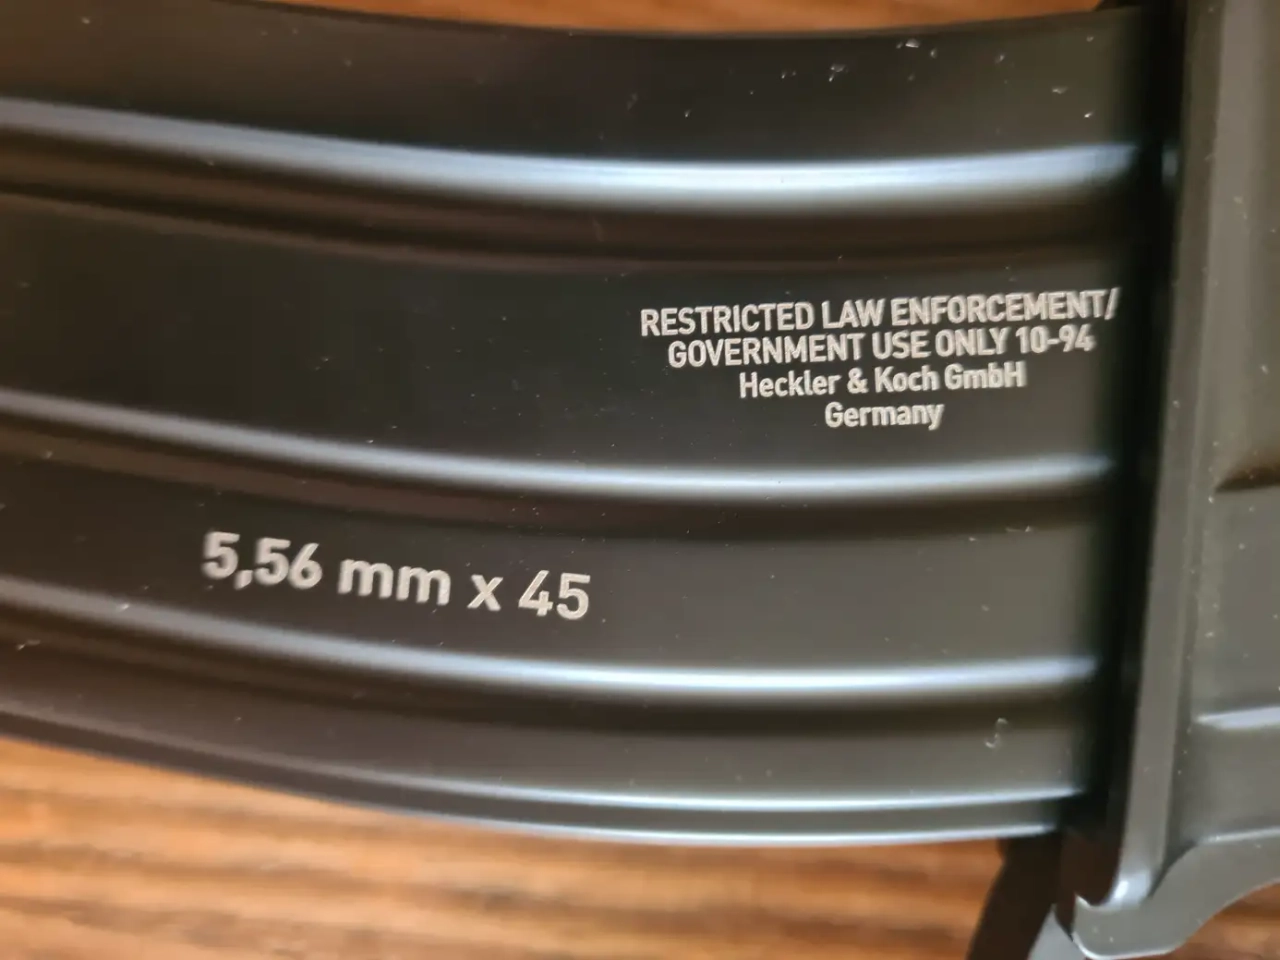 RESTRICTED LAW ENFORCEMENT/
GOVERNMENT USE ONLY 10-94
Heckler & Koch GmbH
Germany
5,56 mm x 45